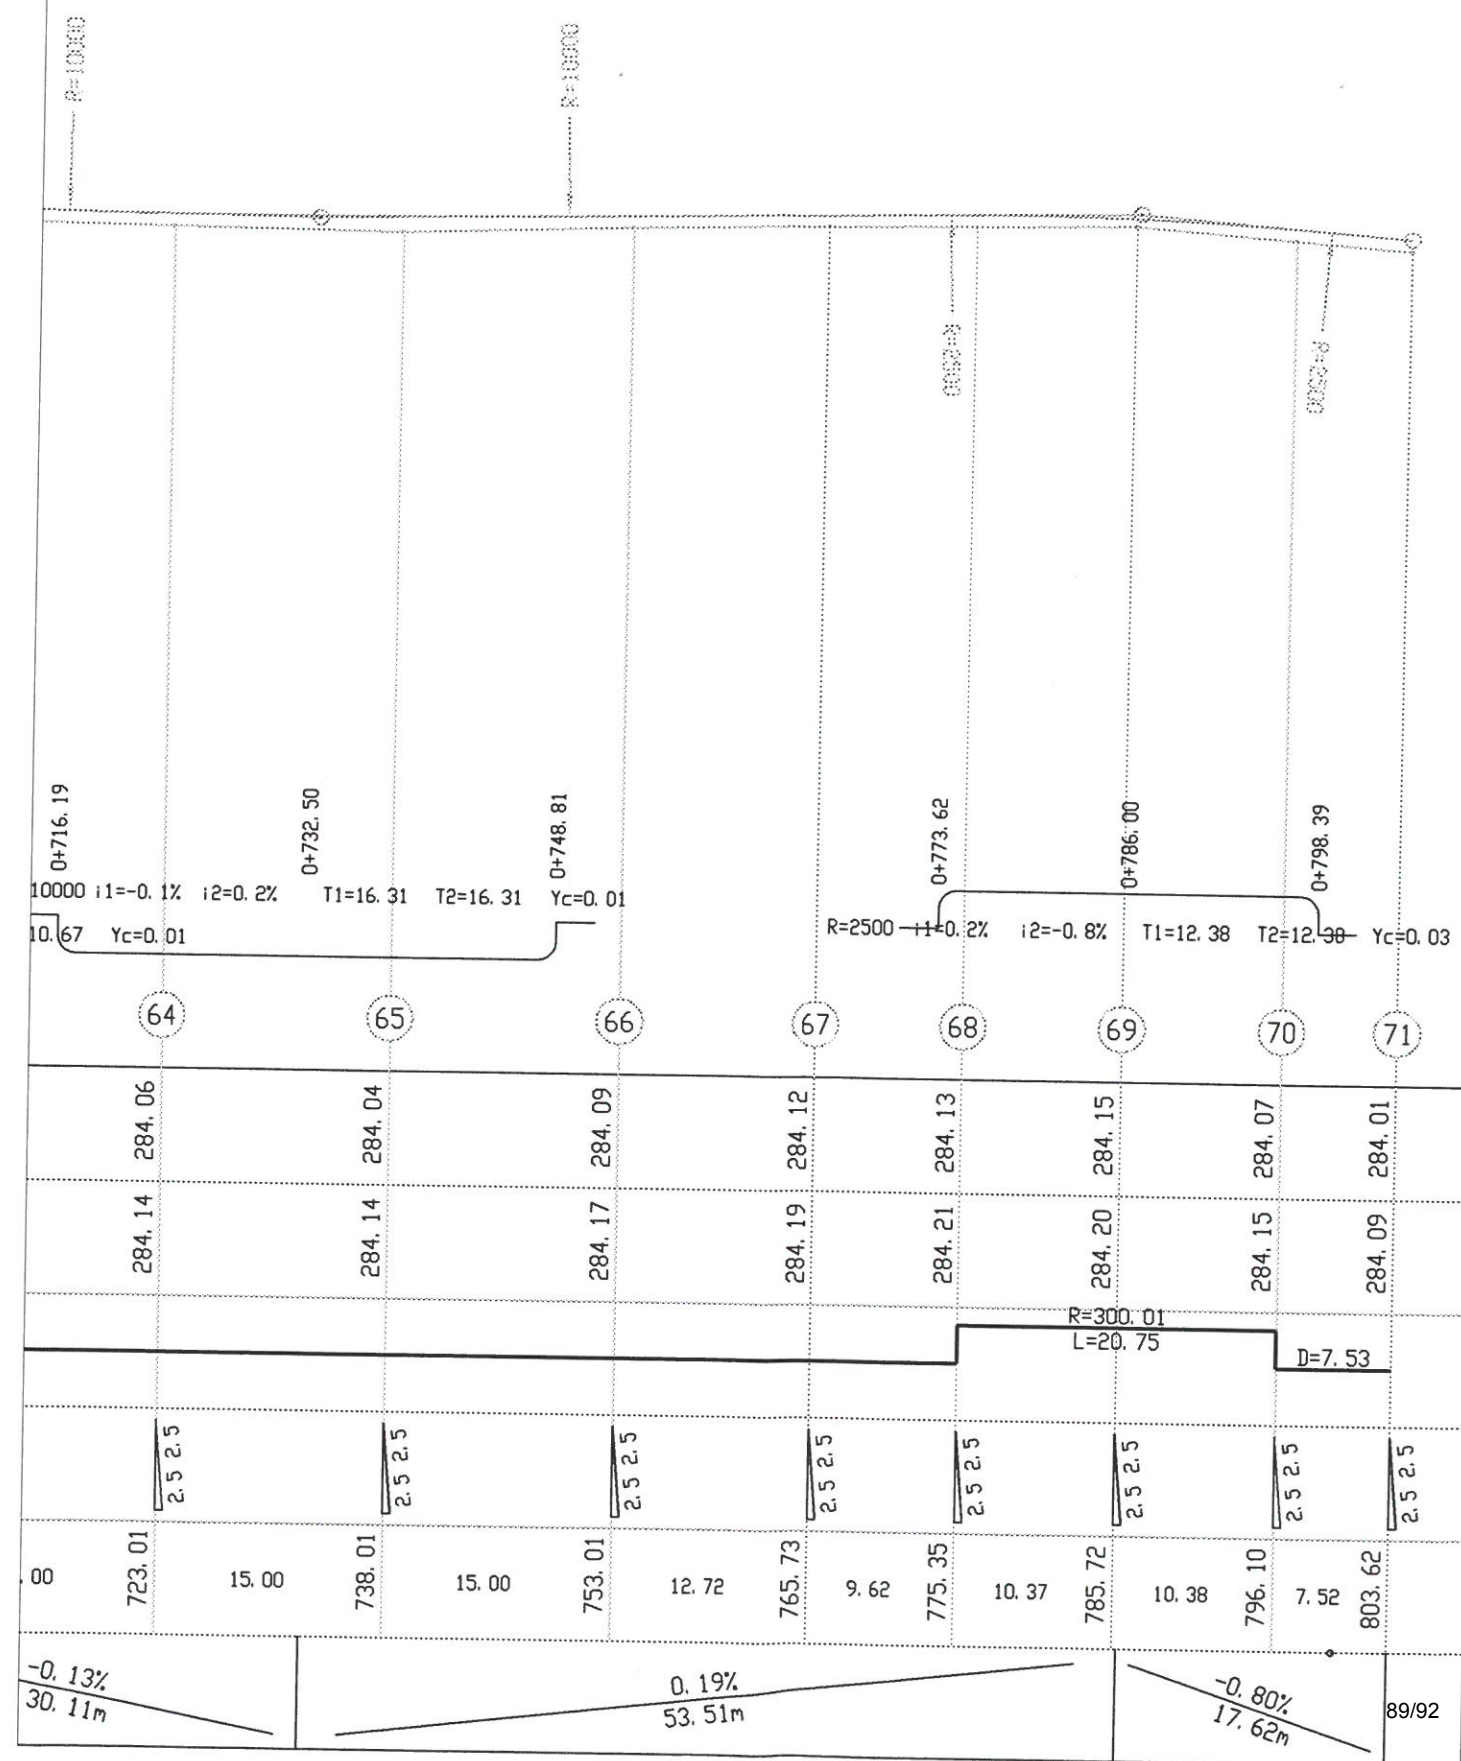 R=10000
R=10000
R=2500
R=2500
0+716.19
0+732.50
0+748.81
0+773.62
0+786.00
0+798.39
10000 i1=-0.1% i2=0.2% T1=16.31 T2=16.31 Yc=0.01
10.67 Yc=0.01
R=2500 i1=0.2% i2=-0.8% T1=12.38 T2=12.38 Yc=0.03
64 65 66 67 68 69 70 71
284.06 284.04 284.09 284.12 284.13 284.15 284.07 284.01
284.14 284.14 284.17 284.19 284.21 284.20 284.15 284.09
R=300.01
L=20.75
D=7.53
2.5 2.5 2.5 2.5 2.5 2.5 2.5 2.5 2.5 2.5 2.5 2.5 2.5 2.5 2.5 2.5
.00 723.01 15.00 738.01 15.00 753.01 12.72 765.73 9.62 775.35 10.37 785.72 10.38 796.10 7.52 803.62
-0.13%
30.11m
0.19%
53.51m
-0.80%
17.62m
89/92